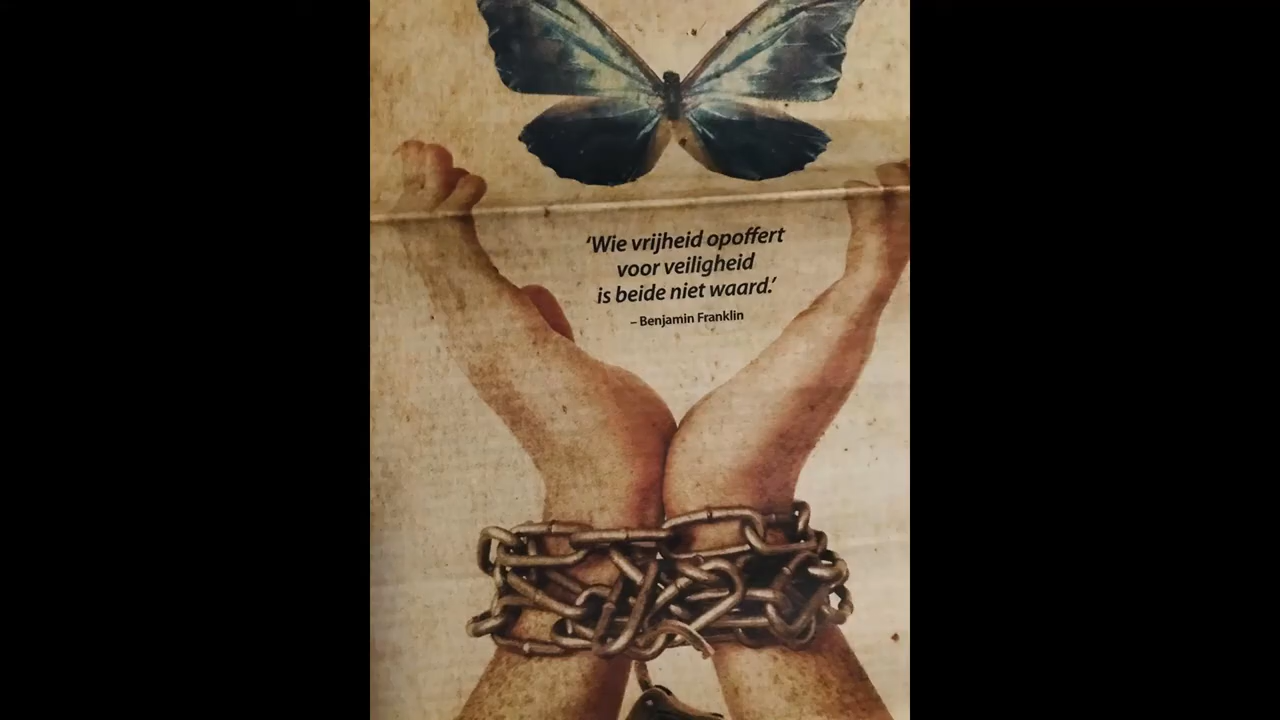 ‘Wie vrijheid opoffert
voor veiligheid
is beide niet waard.’
– Benjamin Franklin